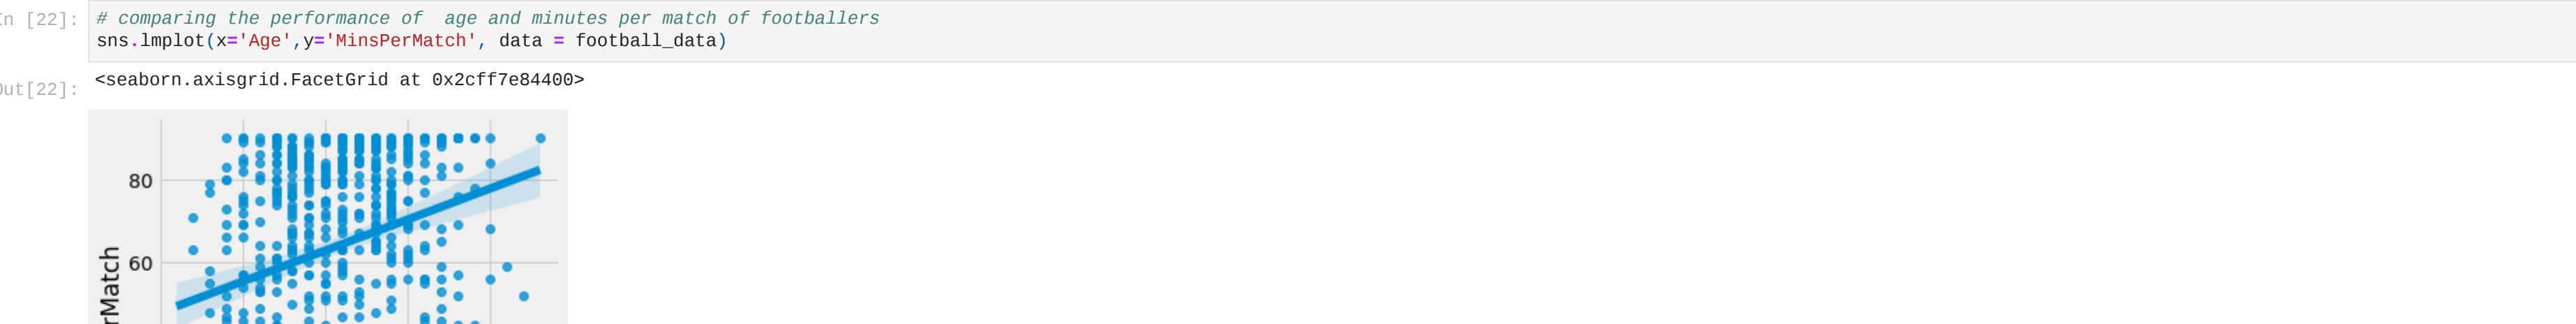 In [22]:
# comparing the performance of  age and minutes per match of footballers
sns.lmplot(x='Age',y='MinsPerMatch', data = football_data)
Out[22]:
<seaborn.axisgrid.FacetGrid at 0x2cff7e84400>
80
60
rMatch